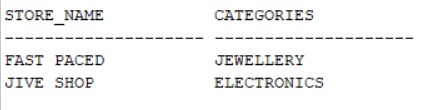 STORE_NAME CATEGORIES
-------------------- --------------------
FAST PACED JEWELLERY
JIVE SHOP ELECTRONICS